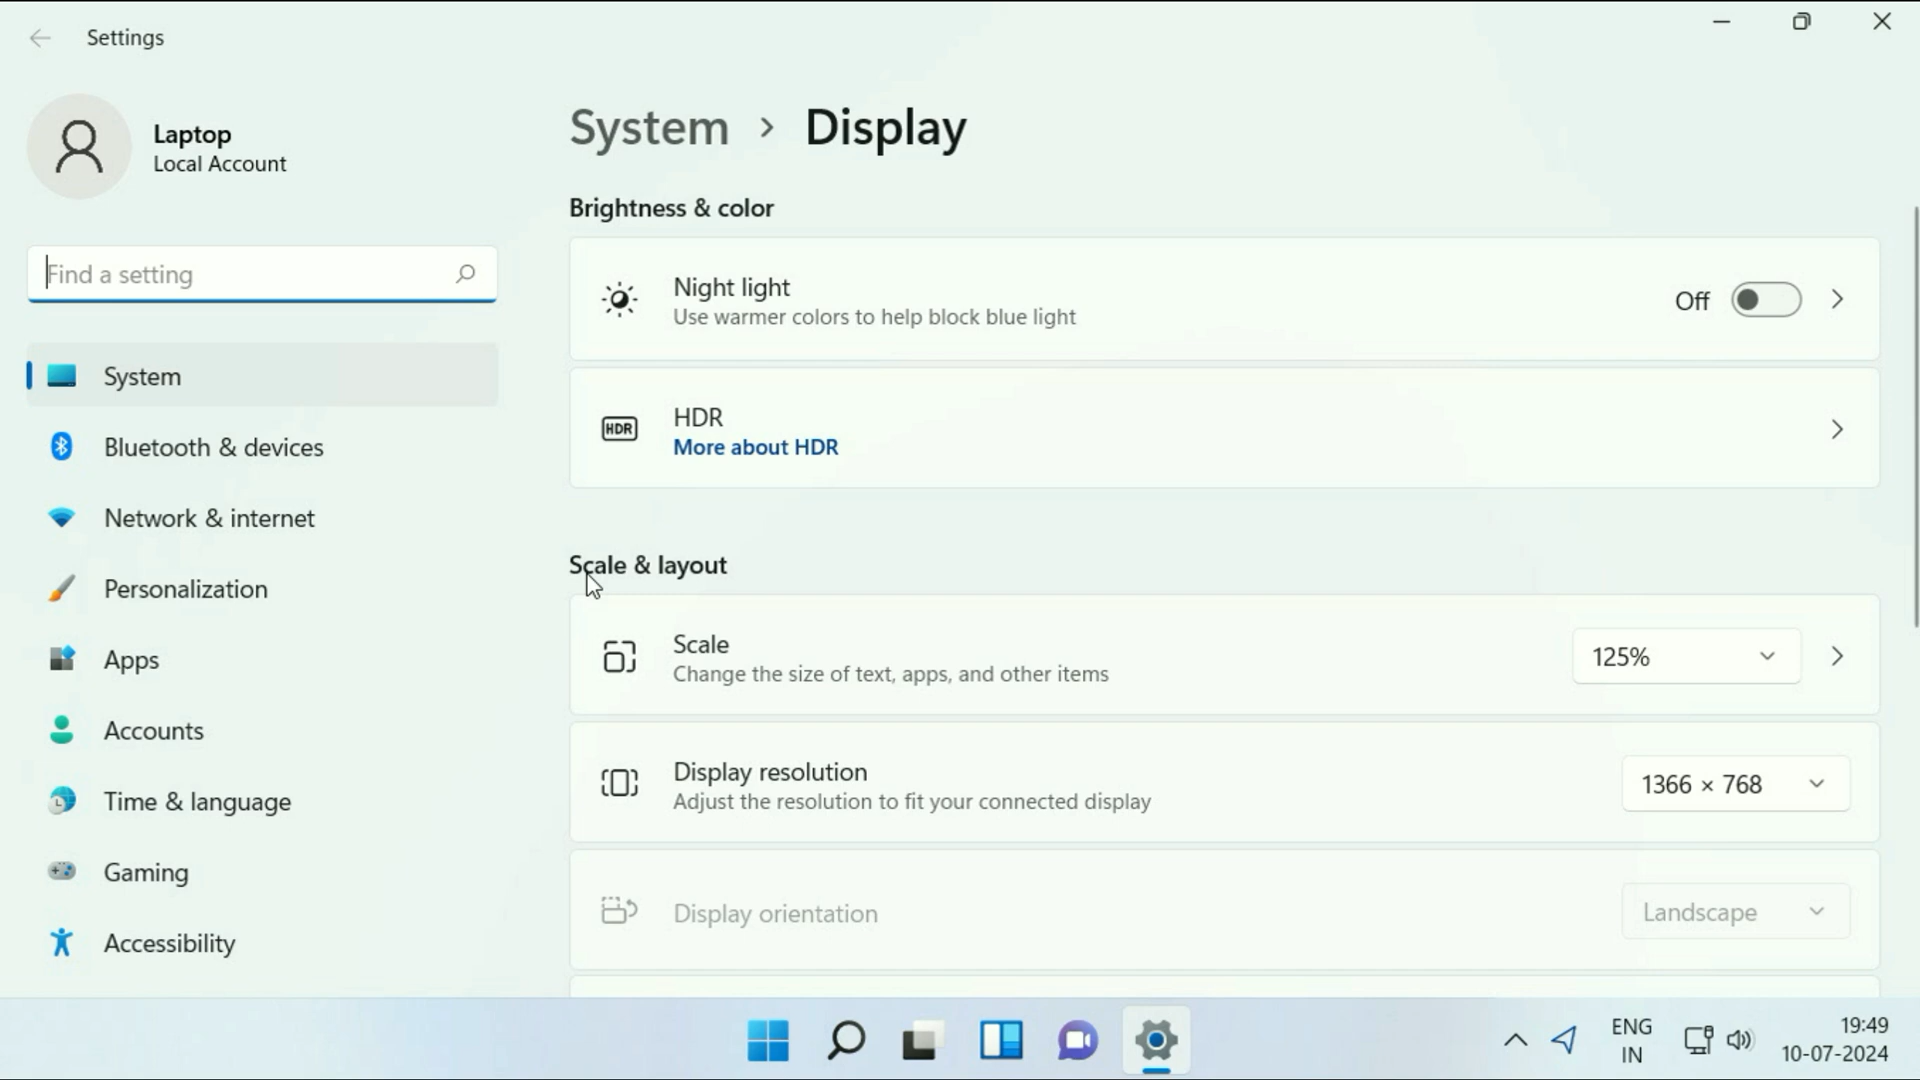 Settings
Laptop
Local Account
Find a setting
System
Bluetooth & devices
Network & internet
Personalization
Apps
Accounts
Time & language
Gaming
Accessibility
System > Display
Brightness & color
Night light
Use warmer colors to help block blue light
Off
HDR
HDR
More about HDR
Scale & layout
Scale
Change the size of text, apps, and other items
125%
Display resolution
Adjust the resolution to fit your connected display
1366 × 768
Display orientation
Landscape
ENG
IN
19:49
10-07-2024